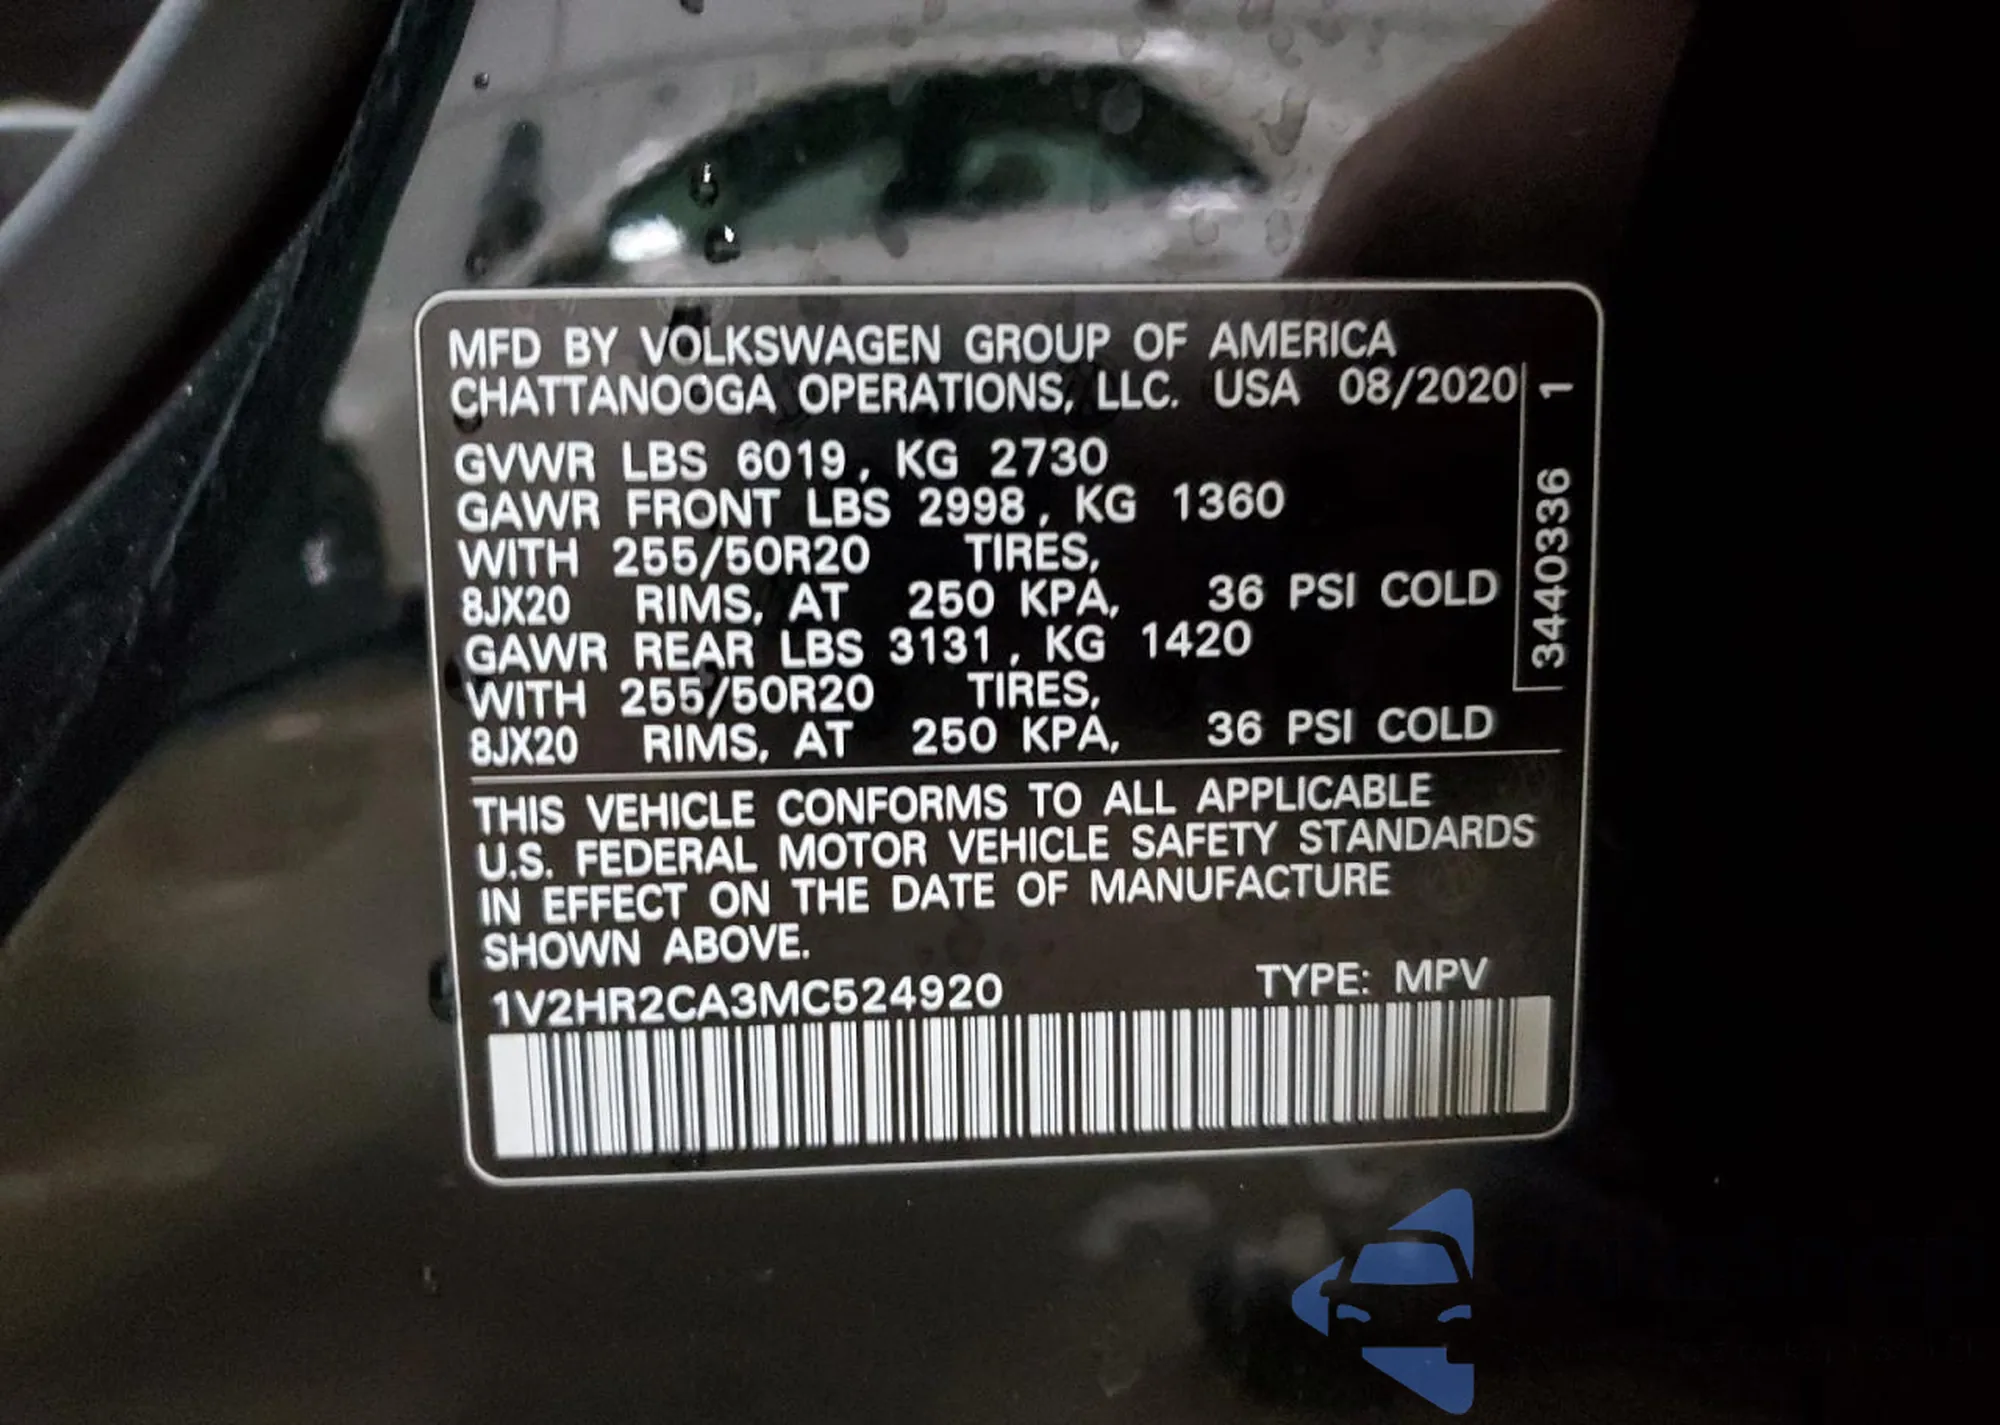 MFD BY VOLKSWAGEN GROUP OF AMERICA
CHATTANOOGA OPERATIONS, LLC. USA 08/2020
GVWR LBS 6019, KG 2730
GAWR FRONT LBS 2998, KG 1360
WITH 255/50R20 TIRES,
8JX20 RIMS, AT 250 KPA, 36 PSI COLD
GAWR REAR LBS 3131, KG 1420
WITH 255/50R20 TIRES,
8JX20 RIMS, AT 250 KPA, 36 PSI COLD
34403336 1
THIS VEHICLE CONFORMS TO ALL APPLICABLE
U.S. FEDERAL MOTOR VEHICLE SAFETY STANDARDS
IN EFFECT ON THE DATE OF MANUFACTURE
SHOWN ABOVE.
1V2HR2CA3MC524920 TYPE: MPV